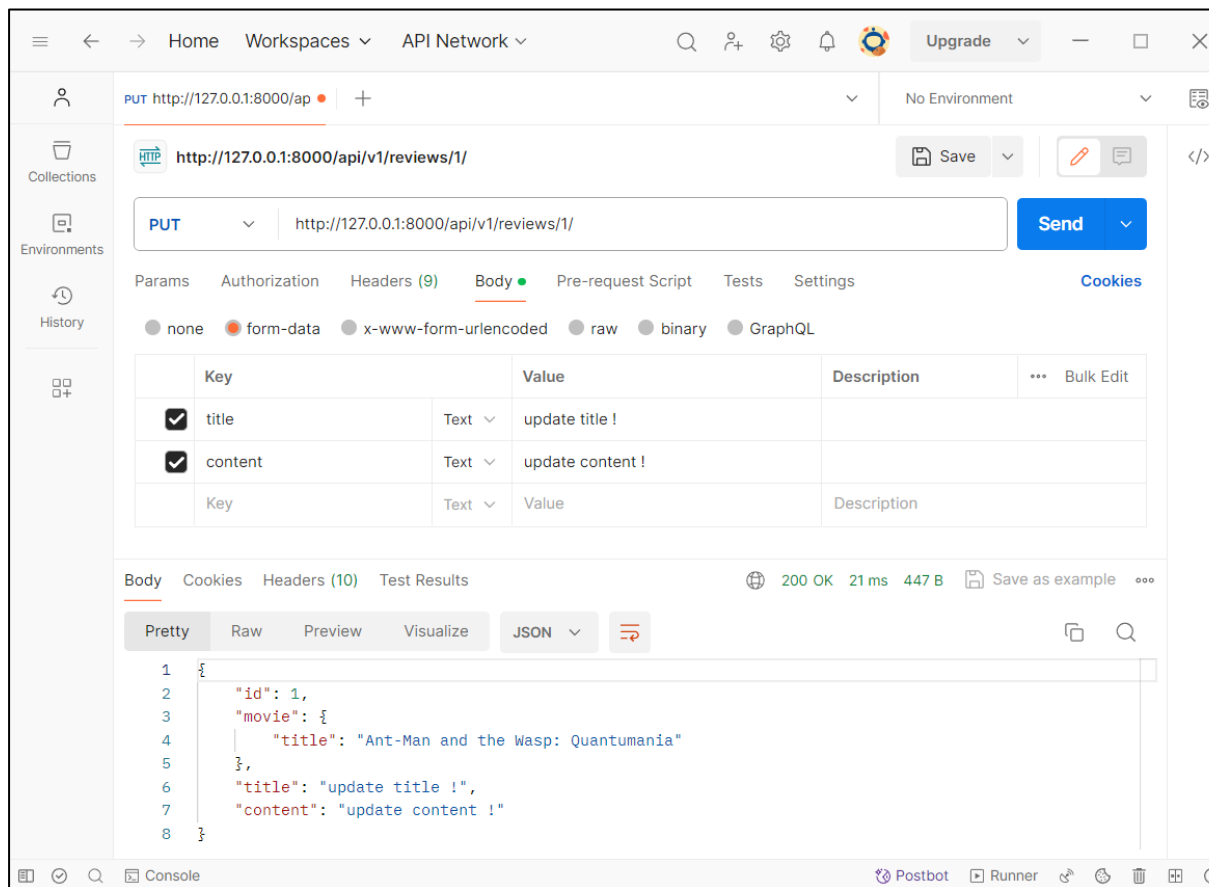 Home Workspaces API Network Upgrade
PUT http://127.0.0.1:8000/ap No Environment
HTTP http://127.0.0.1:8000/api/v1/reviews/1/ Save
Collections
Environments
History
PUT http://127.0.0.1:8000/api/v1/reviews/1/ Send
Params Authorization Headers (9) Body Pre-request Script Tests Settings Cookies
none form-data x-www-form-urlencoded raw binary GraphQL
Key Value Description Bulk Edit
title Text update title !
content Text update content !
Key Text Value Description
Body Cookies Headers (10) Test Results 200 OK 21 ms 447 B Save as example
Pretty Raw Preview Visualize JSON
1 {
2 "id": 1,
3 "movie": {
4 "title": "Ant-Man and the Wasp: Quantumania"
5 },
6 "title": "update title !",
7 "content": "update content !"
8 }
Console Postbot Runner